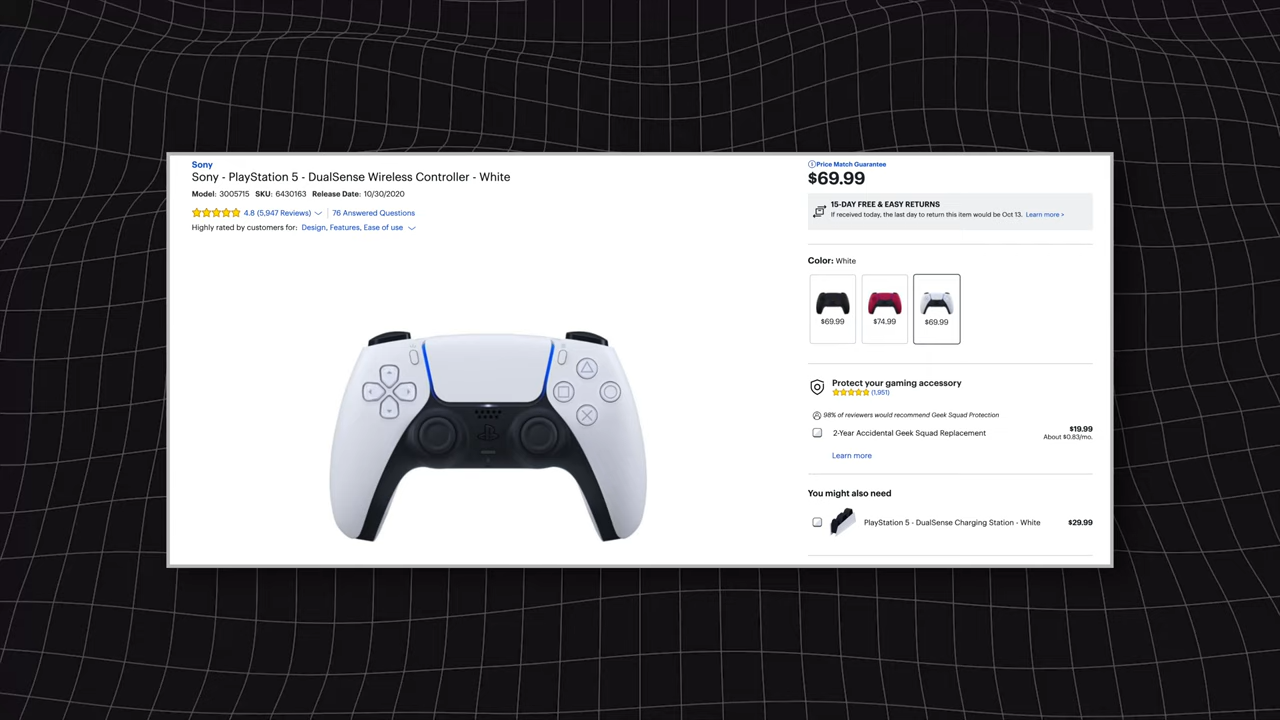 Sony
Sony - PlayStation 5 - DualSense Wireless Controller - White
Model: 3005715 SKU: 6430163 Release Date: 10/30/2020
4.8 (5,947 Reviews) 76 Answered Questions
Highly rated by customers for: Design, Features, Ease of use
Price Match Guarantee
$69.99
15-DAY FREE & EASY RETURNS
If received today, the last day to return this item would be Oct 13. Learn more >
Color: White
$69.99 $74.99 $69.99
Protect your gaming accessory
(1,951)
98% of reviewers would recommend Geek Squad Protection
2-Year Accidental Geek Squad Replacement $19.99
About $0.83/mo.
Learn more
You might also need
PlayStation 5 - DualSense Charging Station - White $29.99